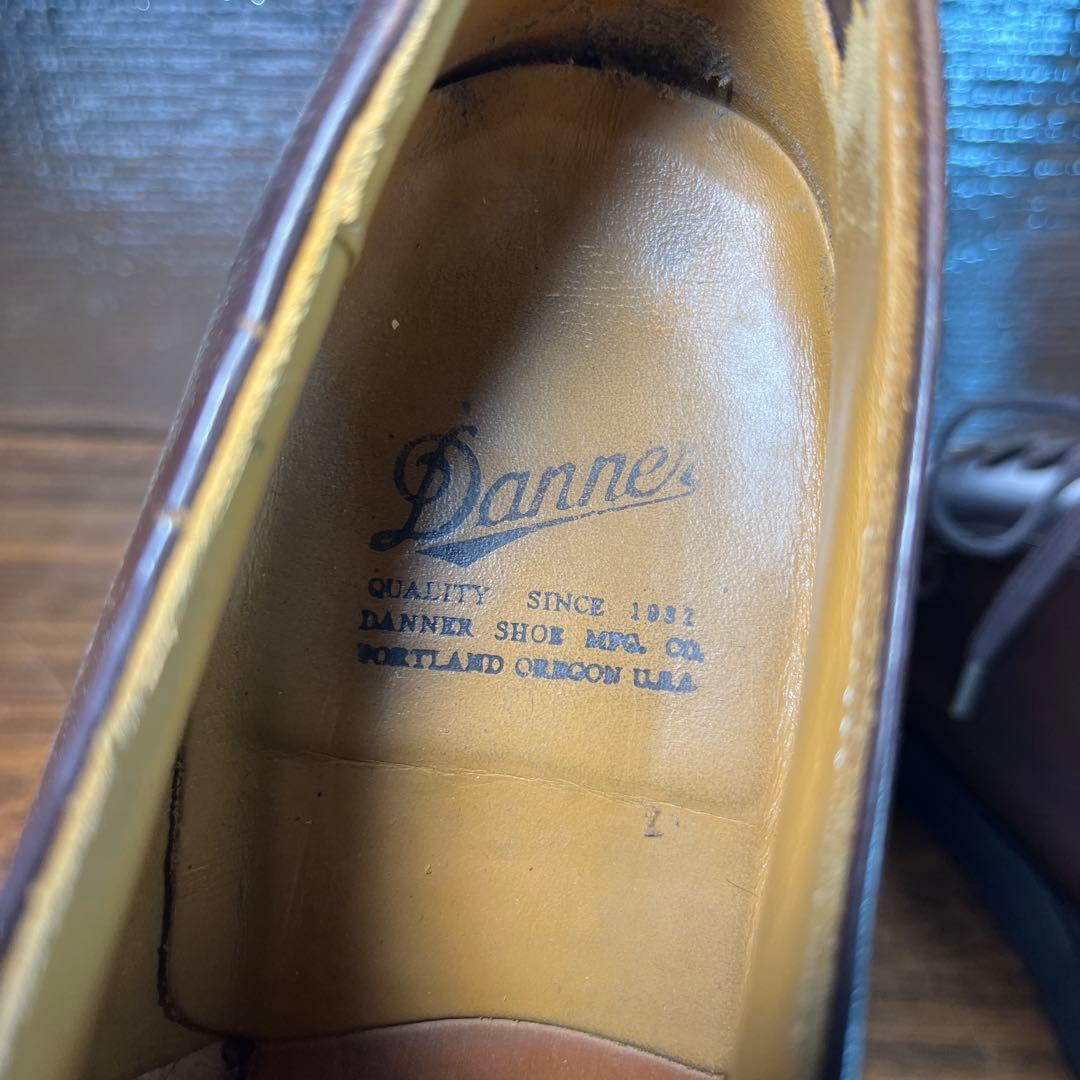 Danner
QUALITY SINCE 1932
DANNER SHOE MFG. CO.
PORTLAND OREGON U.S.A.